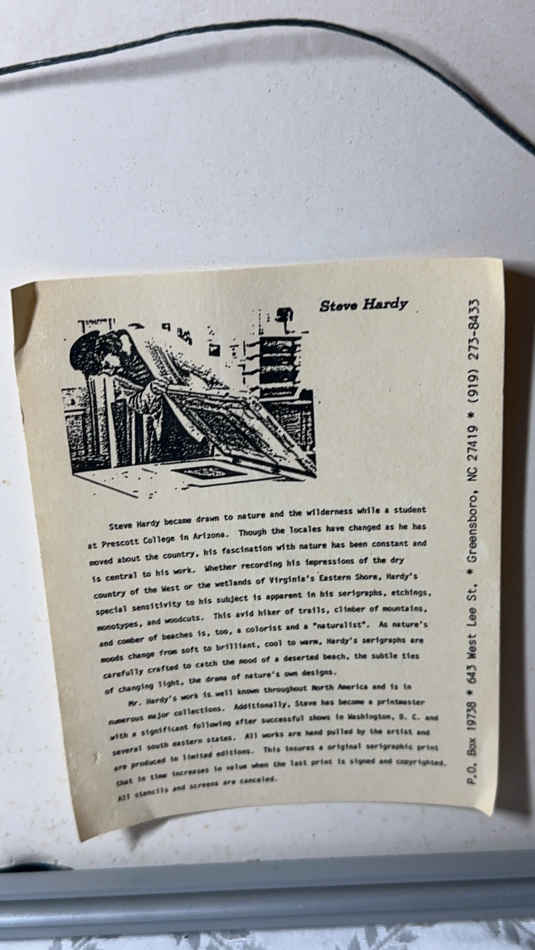 Steve Hardy
Steve Hardy became drawn to nature and the wilderness while a student
at Prescott College in Arizona. Though the locales have changed as he has
moved about the country, his fascination with nature has been constant and
is central to his work. Whether recording his impressions of the dry
country of the West or the wetlands of Virginia's Eastern Shore, Hardy's
special sensitivity to his subject is apparent in his serigraphs, etchings,
monotypes, and woodcuts. This avid hiker of trails, climber of mountains,
and comber of beaches is, too, a colorist and a "naturalist". As nature's
moods change from soft to brilliant, cool to warm, Hardy's serigraphs are
carefully crafted to catch the mood of a deserted beach, the subtle ties
of changing light, the drama of nature's own designs.
Mr. Hardy's work is well known throughout North America and is in
numerous major collections. Additionally, Steve has become a printmaster
with a significant following after successful shows in Washington, D. C. and
several south eastern states. All works are hand pulled by the artist and
are produced in limited editions. This insures a original serigraphic print
that in time increases in value when the last print is signed and copyrighted.
All stencils and screens are canceled.
P.O. Box 19738 * 643 West Lee St. * Greensboro, NC 27419 * (919) 273-8433